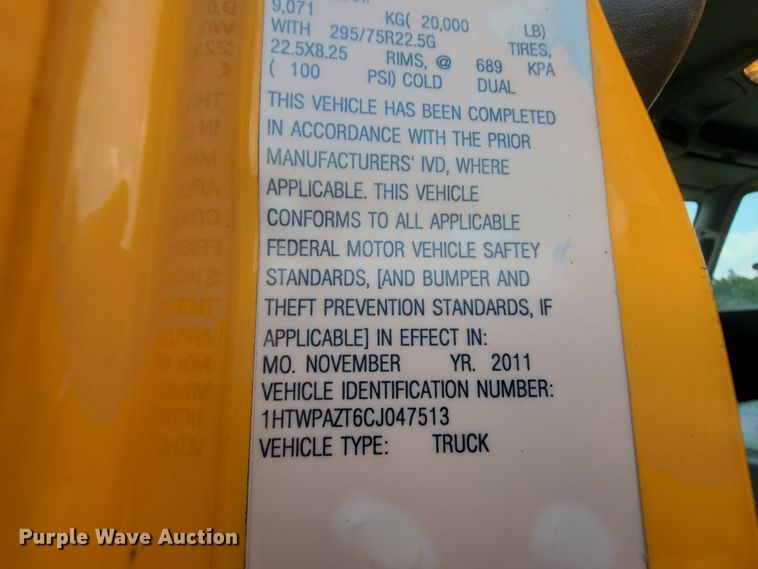 9,071 KG( 20,000 LB)
WITH 295/75R22.5G TIRES,
22.5X8.25 RIMS, @ 689 KPA
( 100 PSI) COLD DUAL
THIS VEHICLE HAS BEEN COMPLETED
IN ACCORDANCE WITH THE PRIOR
MANUFACTURERS' IVD, WHERE
APPLICABLE. THIS VEHICLE
CONFORMS TO ALL APPLICABLE
FEDERAL MOTOR VEHICLE SAFTEY
STANDARDS, [AND BUMPER AND
THEFT PREVENTION STANDARDS, IF
APPLICABLE] IN EFFECT IN:
MO. NOVEMBER YR. 2011
VEHICLE IDENTIFICATION NUMBER:
1HTWPAZT6CJ047513
VEHICLE TYPE: TRUCK
Purple Wave Auction